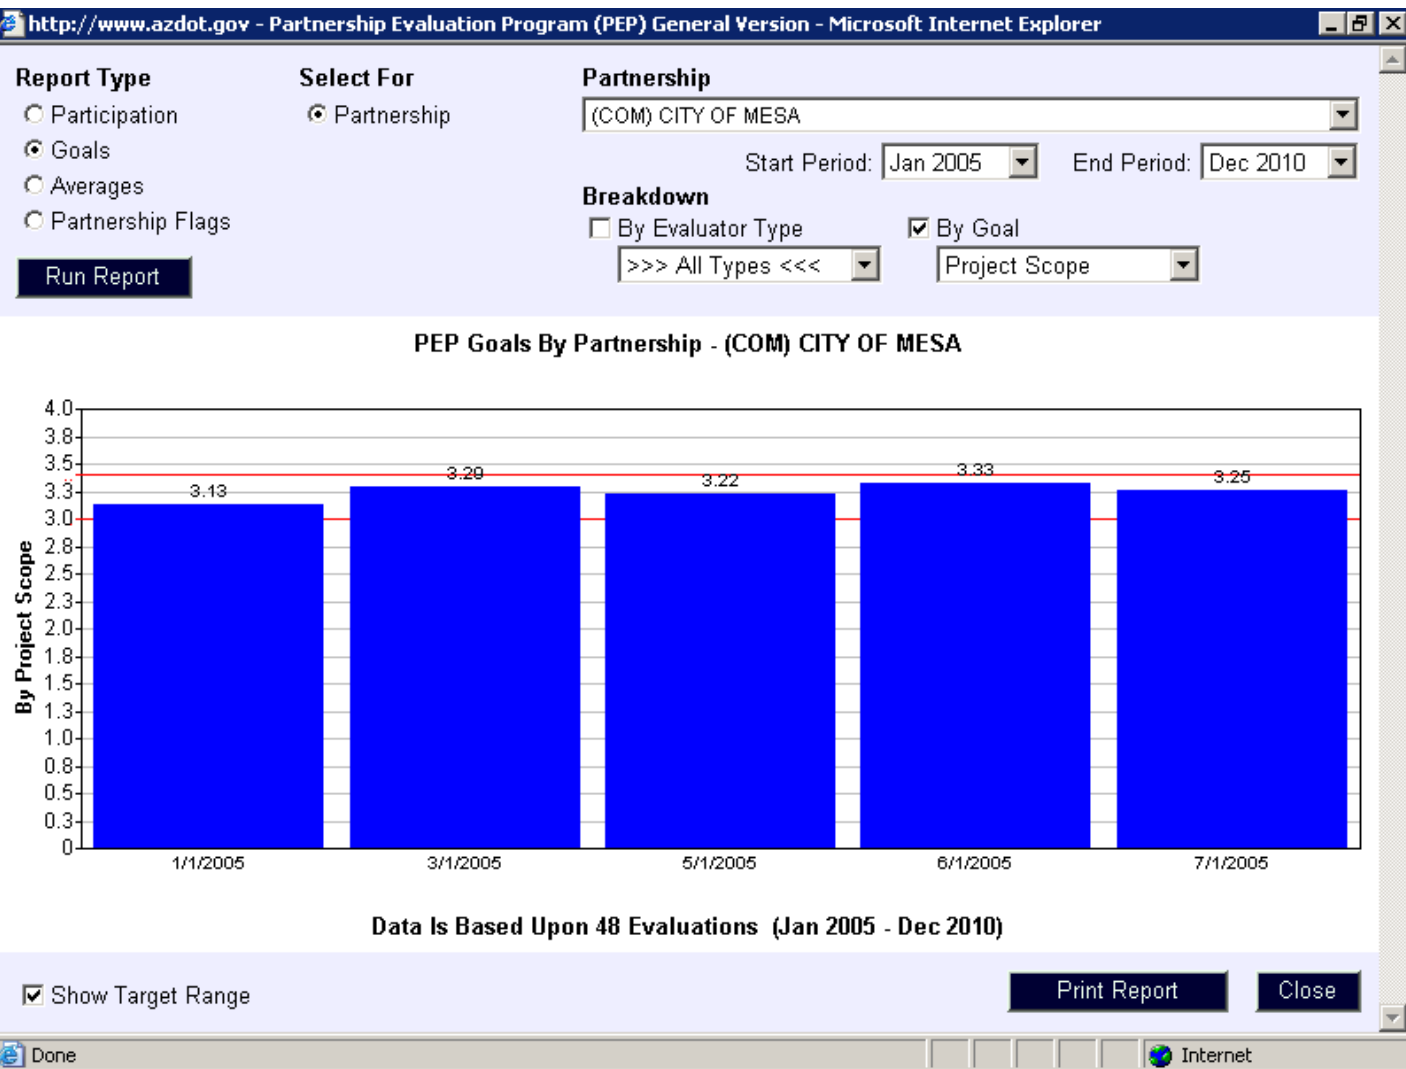 http://www.azdot.gov - Partnership Evaluation Program (PEP) General Version - Microsoft Internet Explorer
Report Type
Participation
Goals
Averages
Partnership Flags
Run Report
Select For
Partnership
Partnership
(COM) CITY OF MESA
Start Period: Jan 2005 End Period: Dec 2010
Breakdown
By Evaluator Type
>>> All Types <<<
By Goal
Project Scope
PEP Goals By Partnership - (COM) CITY OF MESA
By Project Scope
4.0
3.8
3.5
3.3
3.0
2.8
2.5
2.3
2.0
1.8
1.5
1.3
1.0
0.8
0.5
0.3
0
3.13 3.29 3.22 3.33 3.25
1/1/2005 3/1/2005 5/1/2005 6/1/2005 7/1/2005
Data Is Based Upon 48 Evaluations (Jan 2005 - Dec 2010)
Show Target Range
Print Report
Close
Done
Internet